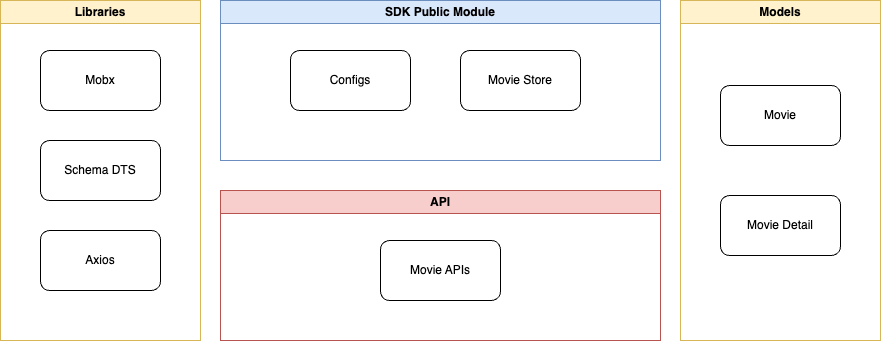 Libraries
Mobx
Schema DTS
Axios
SDK Public Module
Configs
Movie Store
API
Movie APIs
Models
Movie
Movie Detail